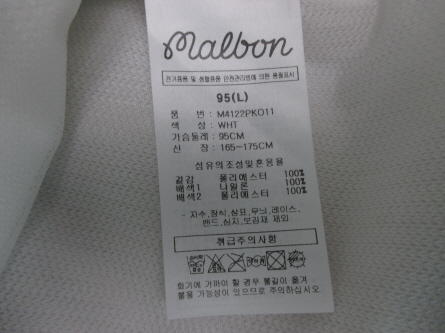 malbon
전기용품 및 생활용품 안전관리법에 의한 품질표시
95(L)
품 번 : M4122PKO11
색 상 : WHT
가슴둘레 : 95CM
신 장 : 165~175CM
섬유의조성및혼용율
겉감 폴리에스터 100%
배색1 나일론 100%
배색2 폴리에스터 100%
- 자수,장식,상표,무늬,레이스,
밴드,심지,보강재 제외
취급주의사항
화기에 가까이 할 경우 불길이 옮겨
붙을 가능성이 있으므로 주의하십시요